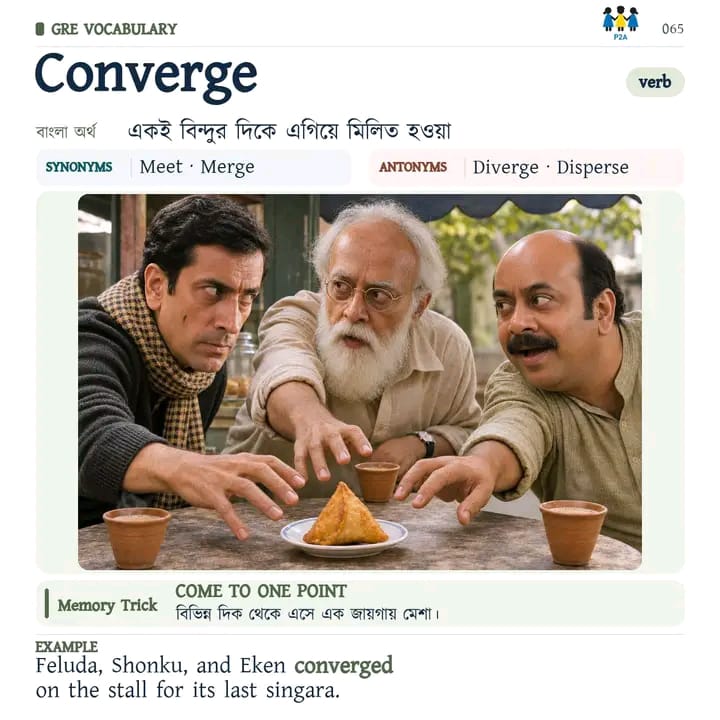 GRE VOCABULARY
P2A
065
Converge
verb
বাংলা অর্থ একই বিন্দুর দিকে এগিয়ে মিলিত হওয়া
SYNONYMS Meet · Merge
ANTONYMS Diverge · Disperse
Memory Trick
COME TO ONE POINT
বিভিন্ন দিক থেকে এসে এক জায়গায় মেশা।
EXAMPLE
Feluda, Shonku, and Eken converged
on the stall for its last singara.